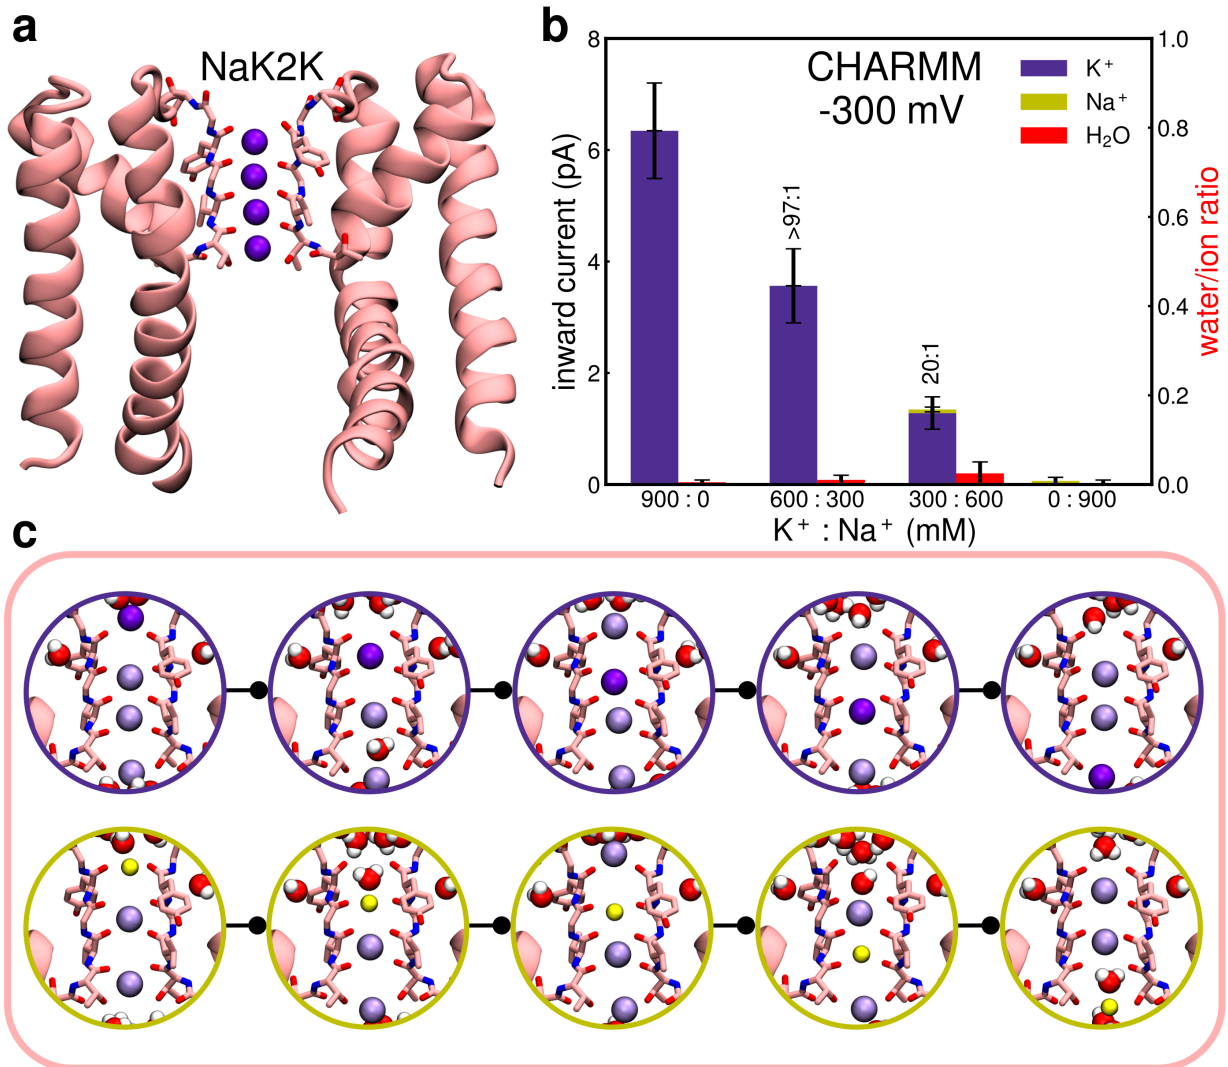 a
NaK2K
b
CHARMM
-300 mV
K⁺
Na⁺
H₂O
inward current (pA)
8
6
4
2
0
>97:1
20:1
1.0
0.8
0.6
0.4
0.2
0.0
water/ion ratio
900 : 0
600 : 300
300 : 600
0 : 900
K⁺ : Na⁺ (mM)
c